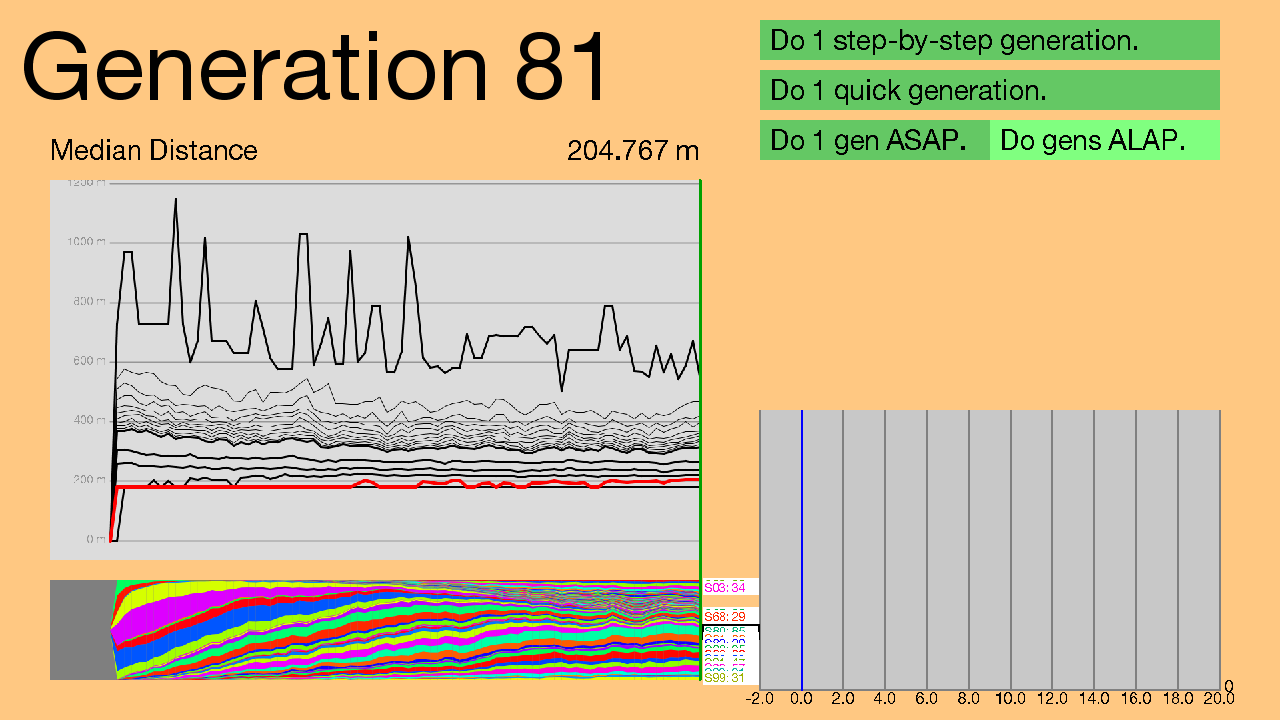 Generation 81
Do 1 step-by-step generation.
Do 1 quick generation.
Do 1 gen ASAP.
Do gens ALAP.
Median Distance
204.767 m
1200 m
1000 m
800 m
600 m
400 m
200 m
0 m
S03: 34
S68: 29
S99: 31
0
-2.0 0.0 2.0 4.0 6.0 8.0 10.0 12.0 14.0 16.0 18.0 20.0